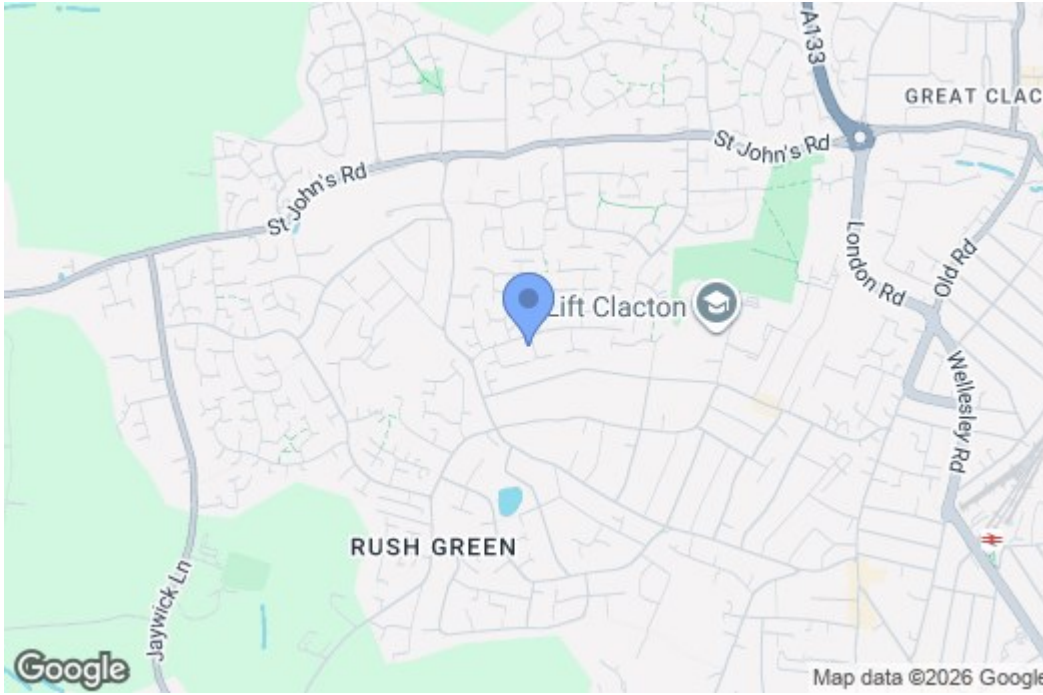 A133
GREAT CLAC
St John's Rd
St John's Rd
London Rd
Old Rd
Lift Clacton
Wellesley Rd
RUSH GREEN
Jaywick Ln
Google
Map data ©2026 Google